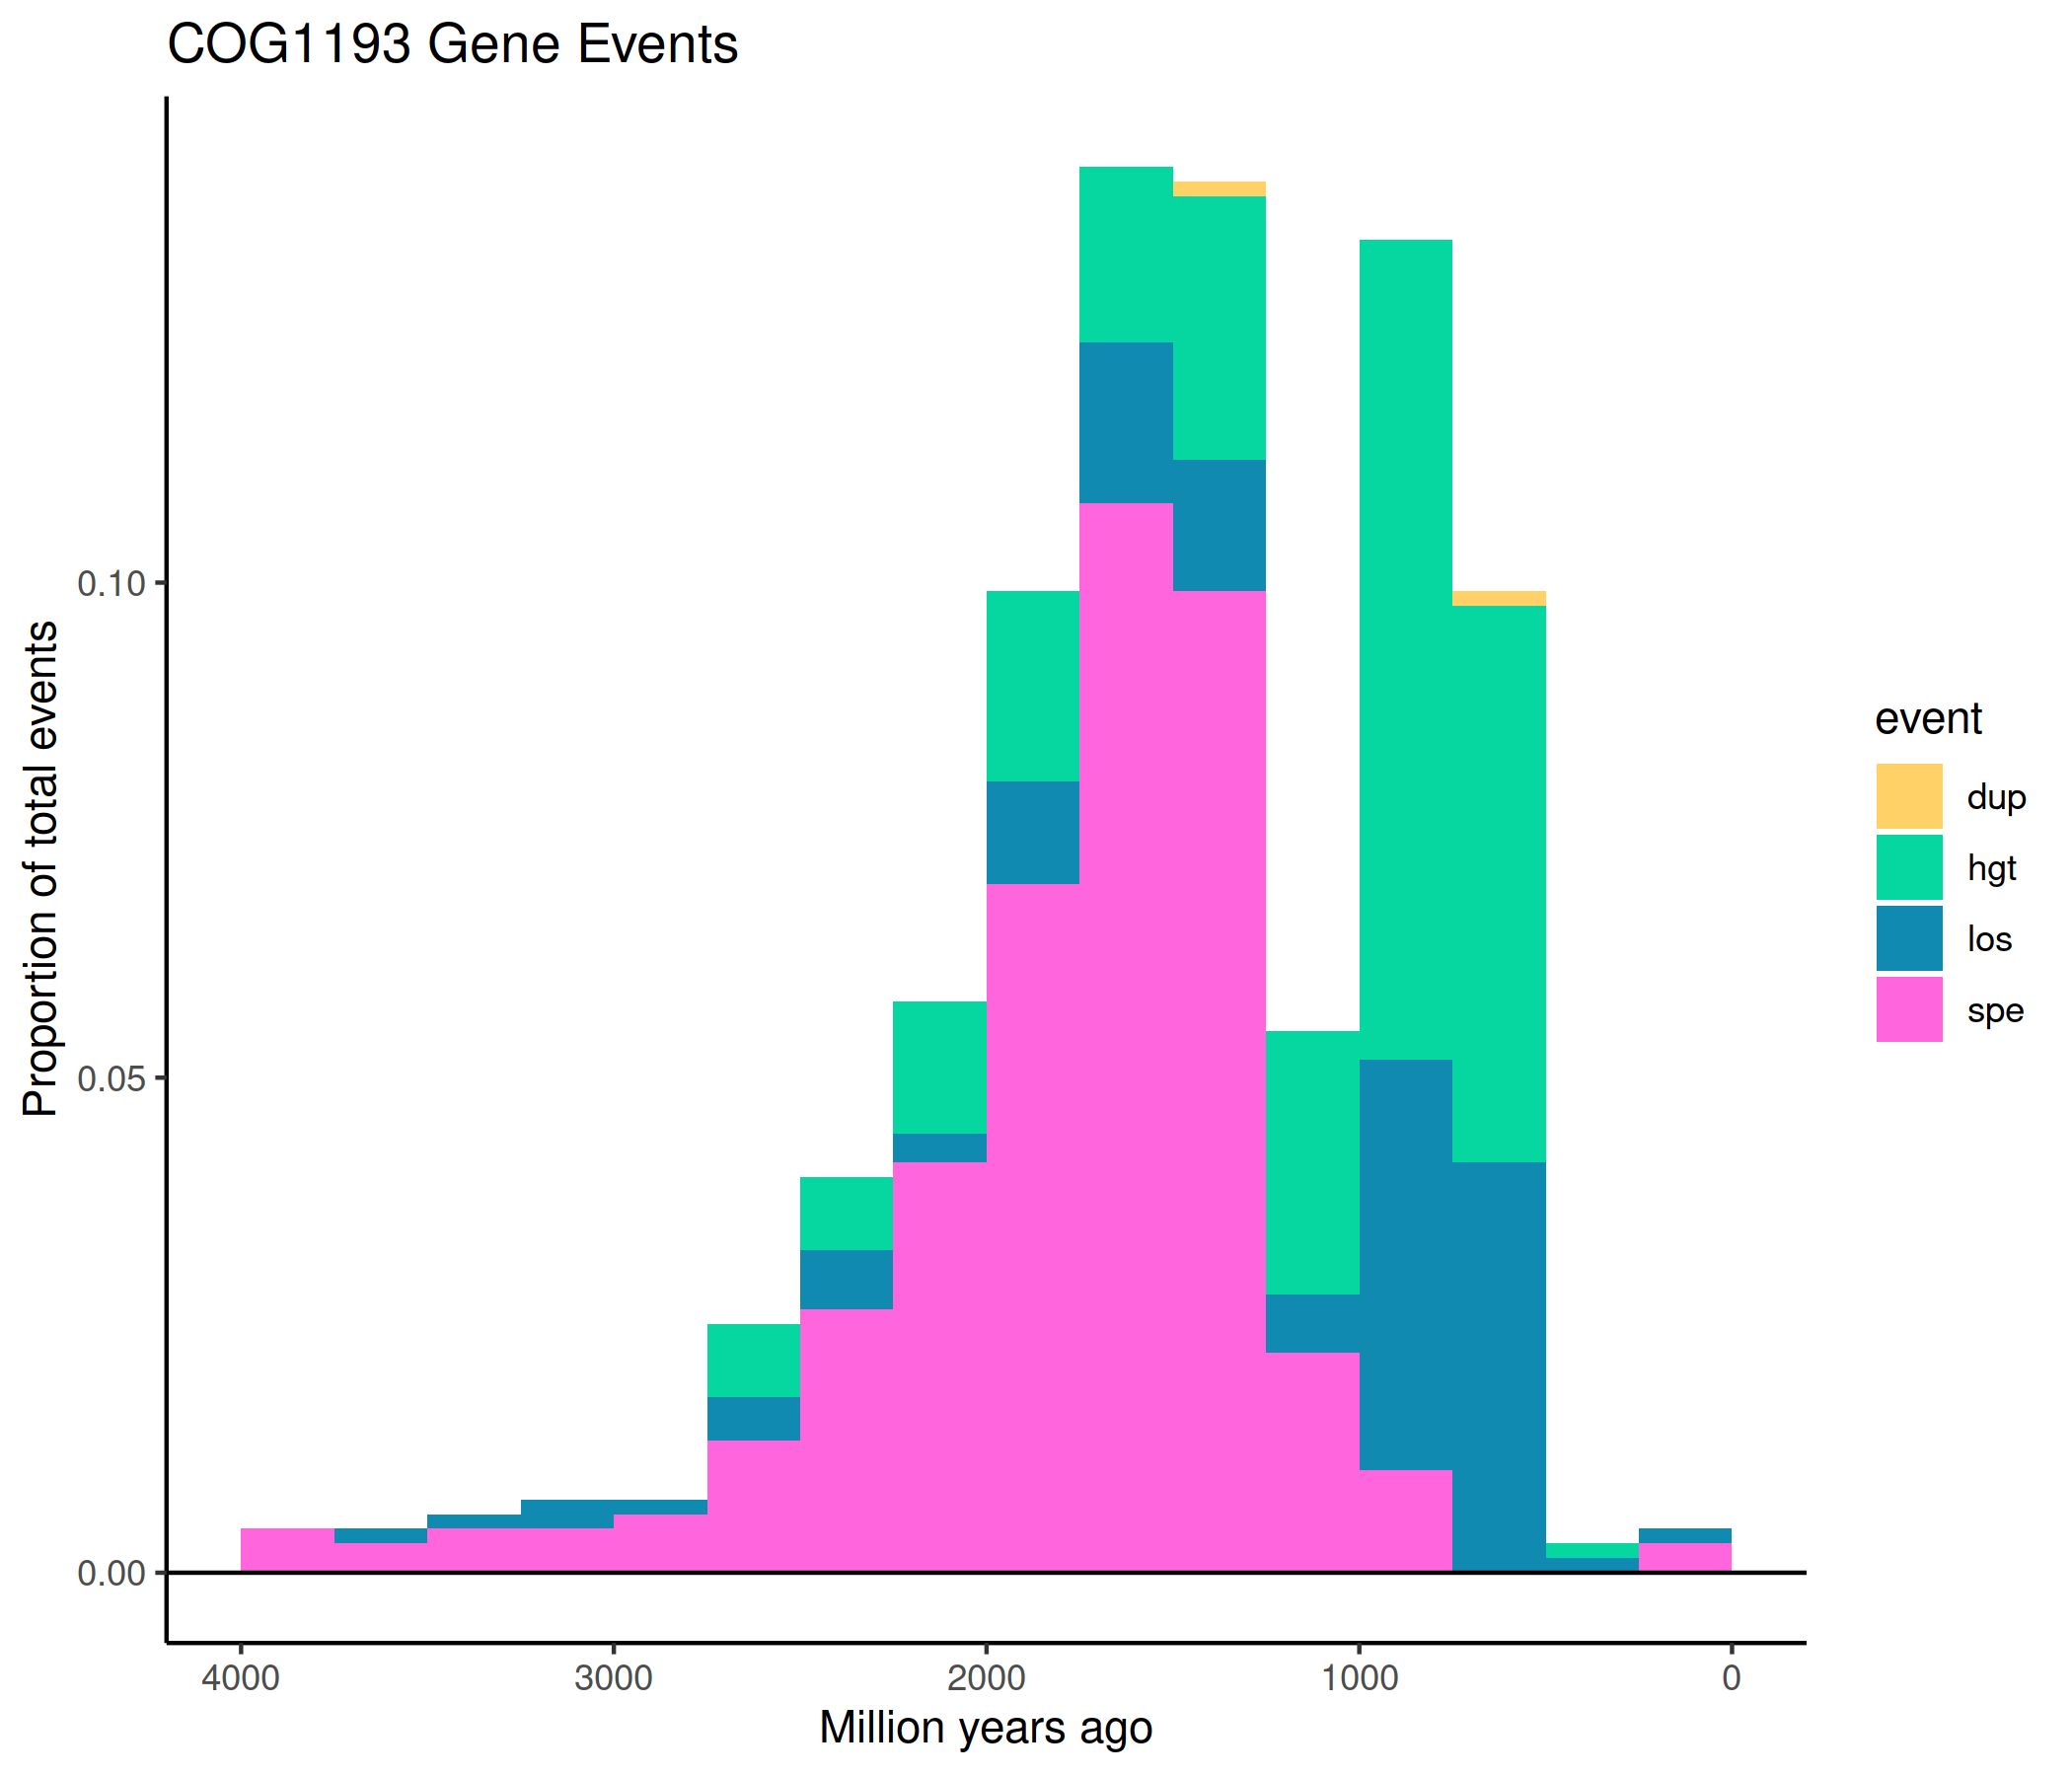 COG1193 Gene Events
Proportion of total events
0.10
0.05
0.00
4000 3000 2000 1000 0
Million years ago
event
dup
hgt
los
spe